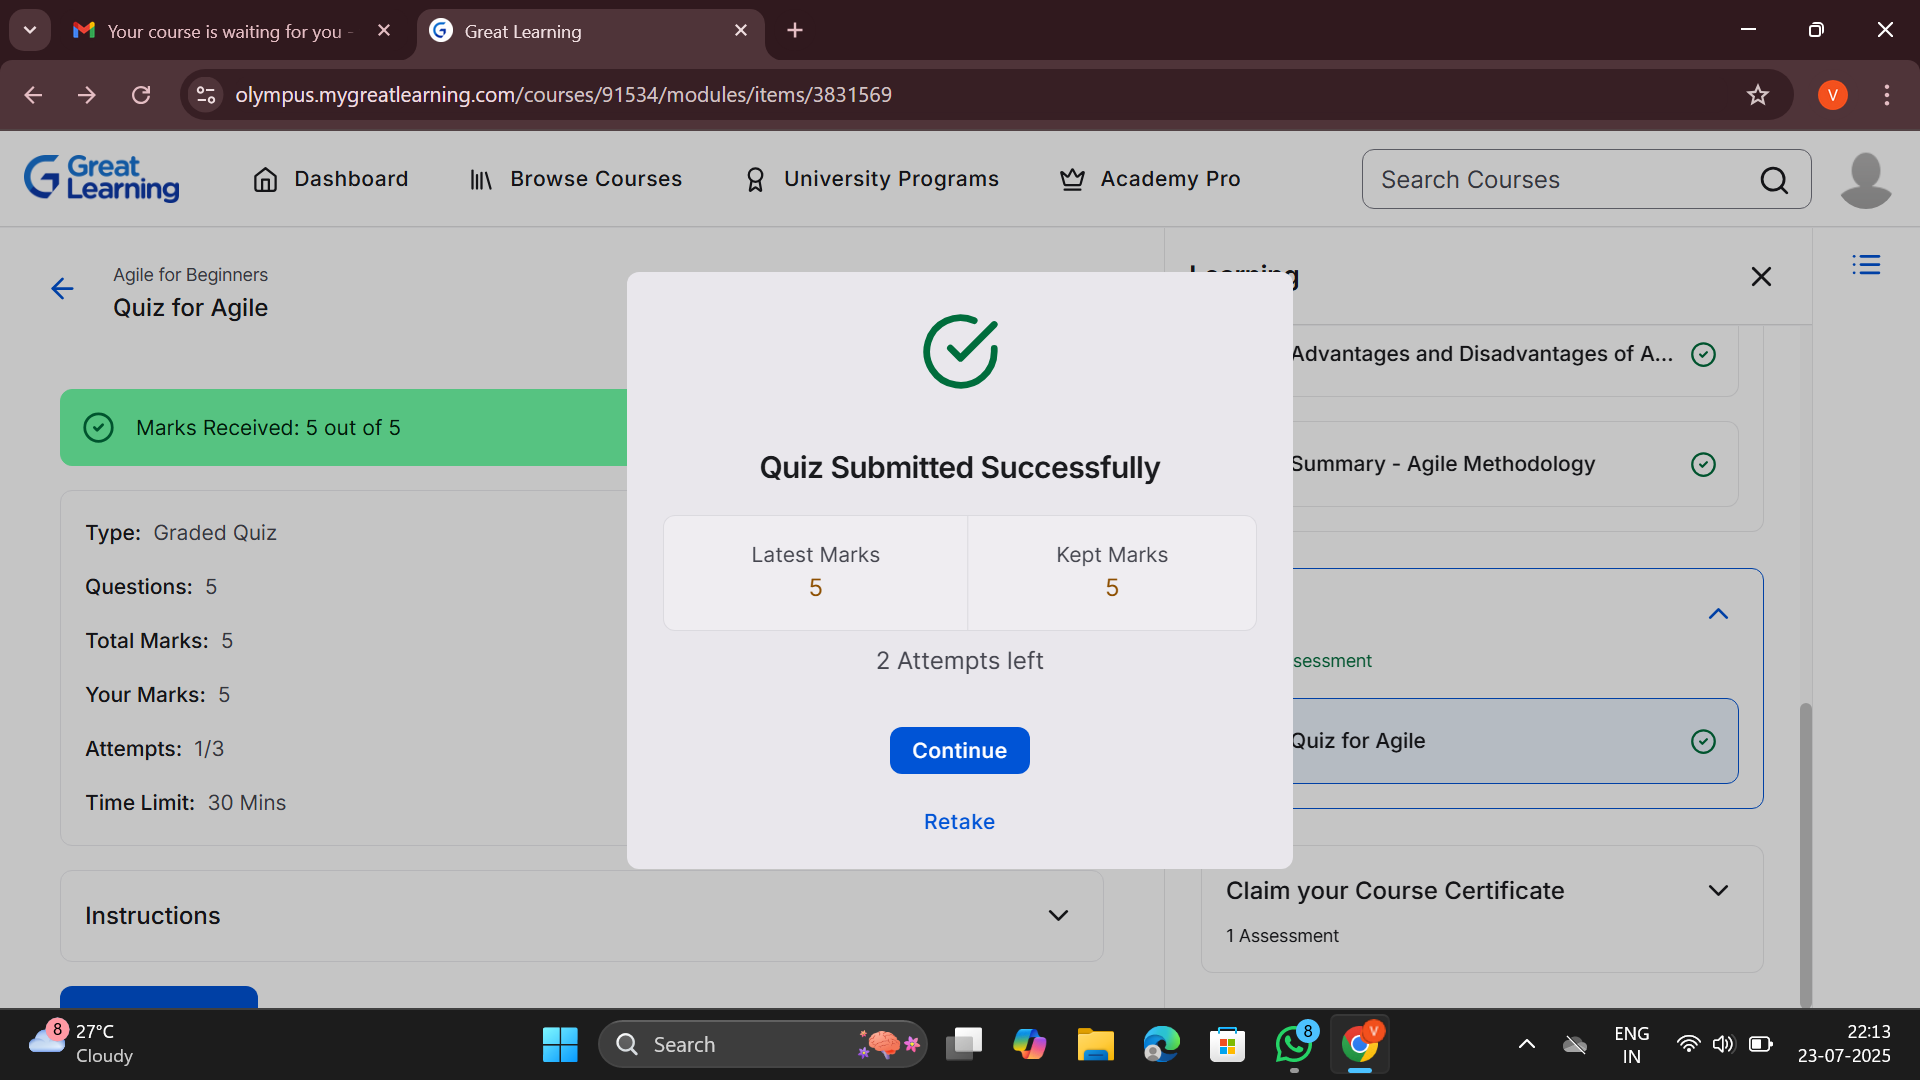 Your course is waiting for you -
Great Learning
olympus.mygreatlearning.com/courses/91534/modules/items/3831569
V
Great
Learning
Dashboard
Browse Courses
University Programs
Academy Pro
Search Courses
Agile for Beginners
Quiz for Agile
Marks Received: 5 out of 5
Type: Graded Quiz
Questions: 5
Total Marks: 5
Your Marks: 5
Attempts: 1/3
Time Limit: 30 Mins
Instructions
Quiz Submitted Successfully
Latest Marks
5
Kept Marks
5
2 Attempts left
Continue
Retake
Learning
Advantages and Disadvantages of A...
Summary - Agile Methodology
sessment
Quiz for Agile
Claim your Course Certificate
1 Assessment
8
27°C
Cloudy
Search
8
V
ENG
IN
22:13
23-07-2025